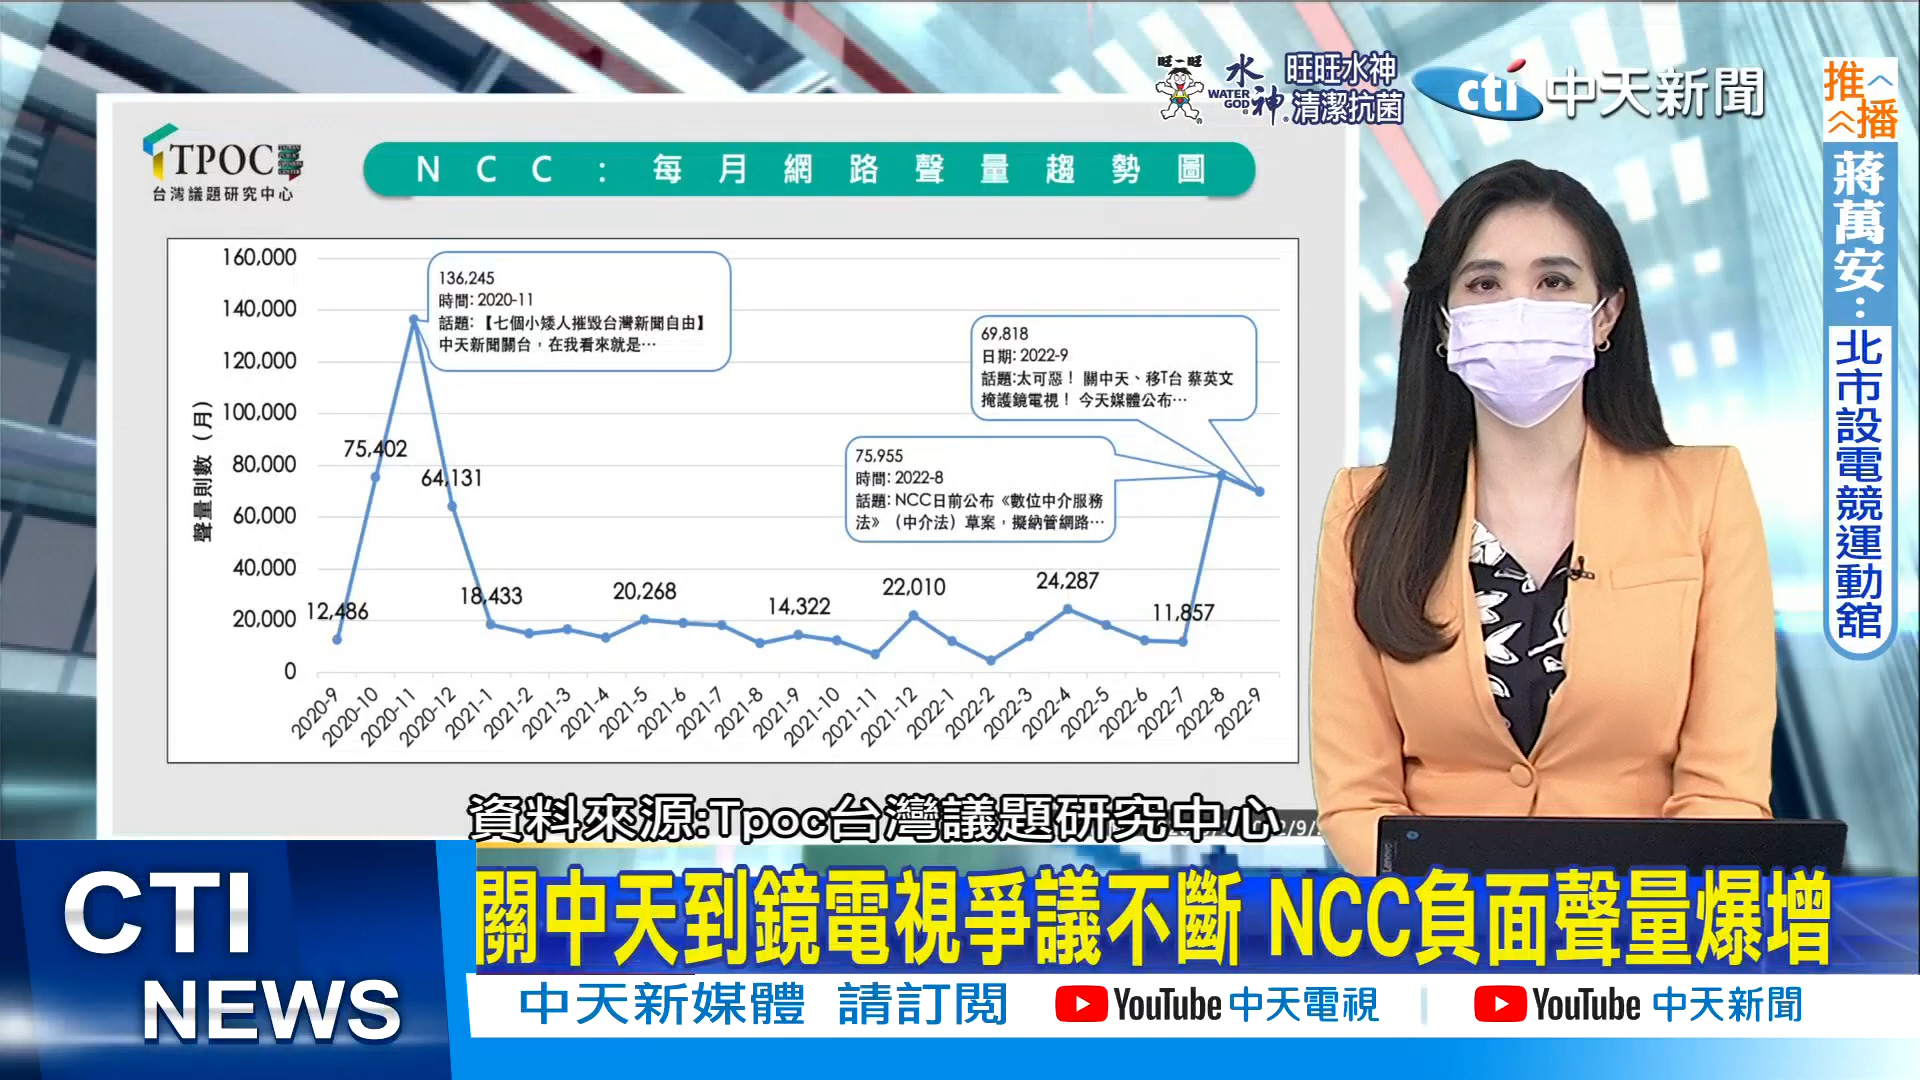 旺一旺
水神
WATER GOD
旺旺水神
清潔抗菌
cti 中天新聞
推播
蔣萬安：北市設電競運動舘
TPOC
台灣議題研究中心
NCC：每月網路聲量趨勢圖
聲量則數（月）
160,000
140,000
120,000
100,000
80,000
60,000
40,000
20,000
0
136,245
時間: 2020-11
話題: 【七個小矮人摧毀台灣新聞自由】
中天新聞關台，在我看來就是…
69,818
日期: 2022-9
話題:太可惡！ 關中天、移T台 蔡英文
掩護鏡電視！ 今天媒體公布…
75,955
時間: 2022-8
話題: NCC日前公布《數位中介服務
法》（中介法）草案，擬納管網路…
12,486
75,402
64,131
18,433
20,268
14,322
22,010
24,287
11,857
2020-9
2020-10
2020-11
2020-12
2021-1
2021-2
2021-3
2021-4
2021-5
2021-6
2021-7
2021-8
2021-9
2021-10
2021-11
2021-12
2022-1
2022-2
2022-3
2022-4
2022-5
2022-6
2022-7
2022-8
2022-9
資料來源:Tpoc台灣議題研究中心
Lenovo
CTI
NEWS
關中天到鏡電視爭議不斷 NCC負面聲量爆增
中天新媒體 請訂閱 YouTube 中天電視 | YouTube 中天新聞